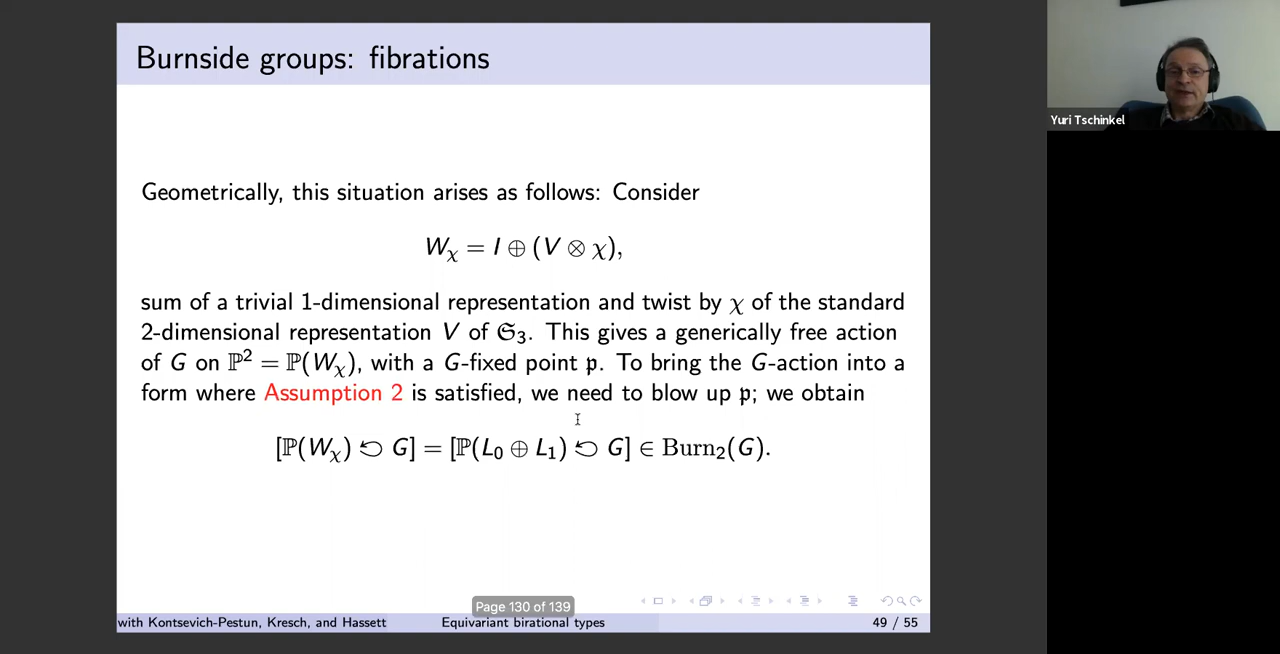 Burnside groups: fibrations
Yuri Tschinkel
Geometrically, this situation arises as follows: Consider
W_χ = I ⊕ (V ⊗ χ),
sum of a trivial 1-dimensional representation and twist by χ of the standard
2-dimensional representation V of 𝔖₃. This gives a generically free action
of G on ℙ² = ℙ(W_χ), with a G-fixed point 𝔭. To bring the G-action into a
form where Assumption 2 is satisfied, we need to blow up 𝔭; we obtain
[ℙ(W_χ) ⟲ G] = [ℙ(L₀ ⊕ L₁) ⟲ G] ∈ Burn₂(G).
Page 130 of 139
with Kontsevich-Pestun, Kresch, and Hassett
Equivariant birational types
49 / 55